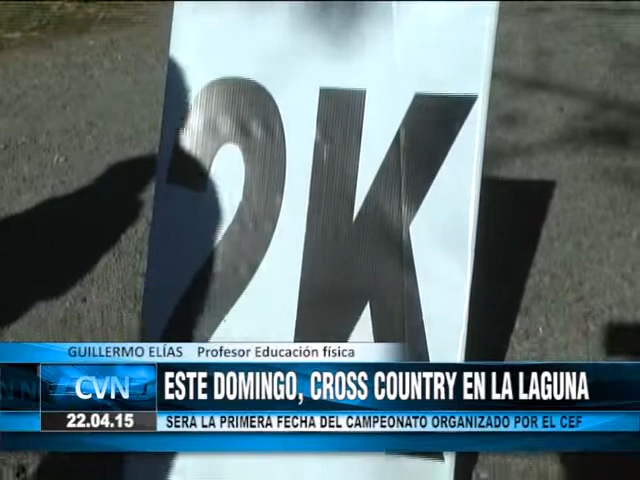 2K
GUILLERMO ELÍAS Profesor Educación física
CVN
ESTE DOMINGO, CROSS COUNTRY EN LA LAGUNA
22.04.15
SERA LA PRIMERA FECHA DEL CAMPEONATO ORGANIZADO POR EL CEF